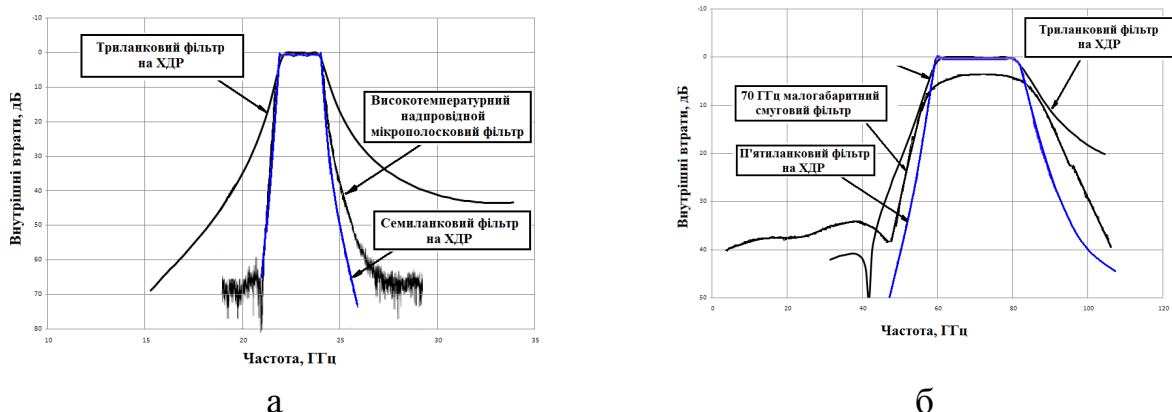 -10
0
10
20
30
40
50
60
70
80
10
15
20
25
30
35
Внутрішні втрати, дБ
Частота, ГГц
Триланковий фільтр
на ХДР
Високотемпературний
надпровідной
мікрополосковий фільтр
Семиланковий фільтр
на ХДР
а
-10
0
10
20
30
40
50
0
20
40
60
80
100
120
Внутрішні втрати, дБ
Частота, ГГц
Триланковий фільтр
на ХДР
70 ГГц малогабаритний
смуговий фільтр
П'ятиланковий фільтр
на ХДР
б